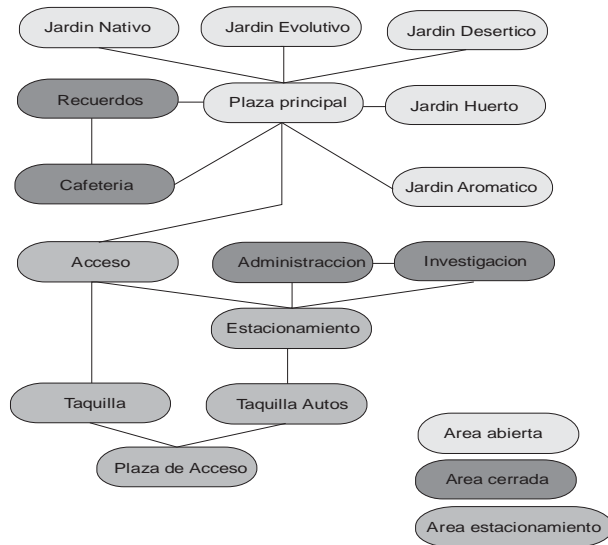 Jardin Nativo
Jardin Evolutivo
Jardin Desertico
Recuerdos
Plaza principal
Jardin Huerto
Cafeteria
Jardin Aromatico
Acceso
Administraccion
Investigacion
Estacionamiento
Taquilla
Taquilla Autos
Plaza de Acceso
Area abierta
Area cerrada
Area estacionamiento